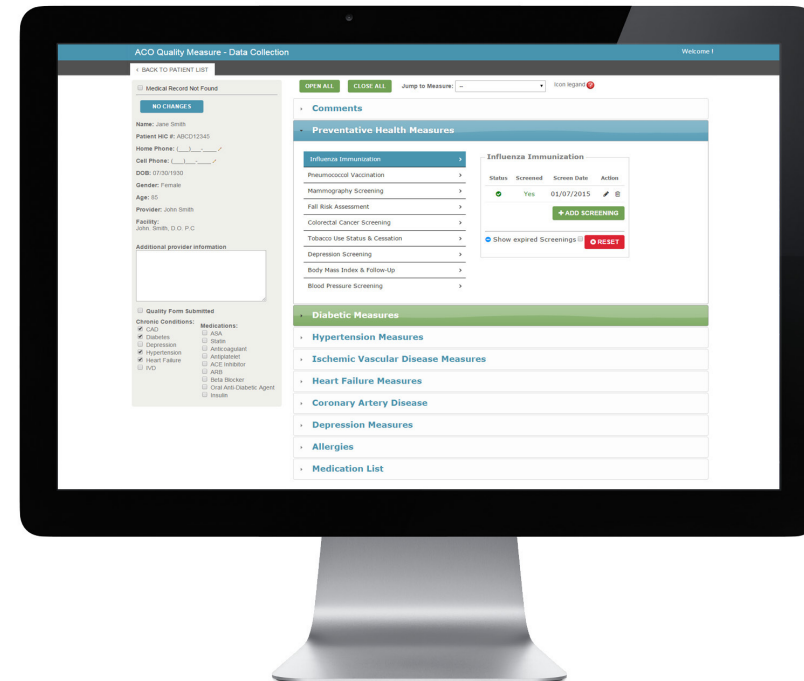 ACO Quality Measure - Data Collection
Welcome !
‹ BACK TO PATIENT LIST
Medical Record Not Found
NO CHANGES
Name: Jane Smith
Patient HIC #: ABCD12345
Home Phone: (___)___-____
Cell Phone: (___)___-____
DOB: 07/30/1930
Gender: Female
Age: 85
Provider: John Smith
Facility:
John Smith, D.O. P.C
Additional provider information
Quality Form Submitted
Chronic Conditions:
CAD
Diabetes
Depression
Hypertension
Heart Failure
IVD
Medications:
ASA
Statin
Anticoagulant
Antiplatelet
ACE Inhibitor
ARB
Beta Blocker
Oral Anti-Diabetic Agent
Insulin
OPEN ALL CLOSE ALL Jump to Measure: -- Icon legand ?
Comments
Preventative Health Measures
Influenza Immunization
Pneumococcol Vaccination
Mammography Screening
Fall Risk Assessment
Colorectal Cancer Screening
Tobacco Use Status & Cessation
Depression Screening
Body Mass Index & Follow-Up
Blood Pressure Screening
Influenza Immunization
Status Screened Screen Date Action
Yes 01/07/2015
+ ADD SCREENING
Show expired Screenings RESET
Diabetic Measures
Hypertension Measures
Ischemic Vascular Disease Measures
Heart Failure Measures
Coronary Artery Disease
Depression Measures
Allergies
Medication List